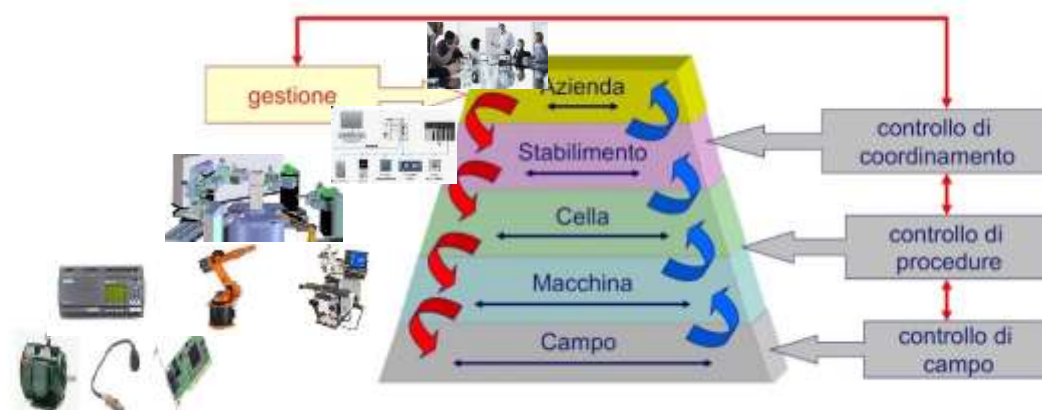 gestione
Azienda
Stabilimento
Cella
Macchina
Campo
controllo di
coordinamento
controllo di
procedure
controllo di
campo